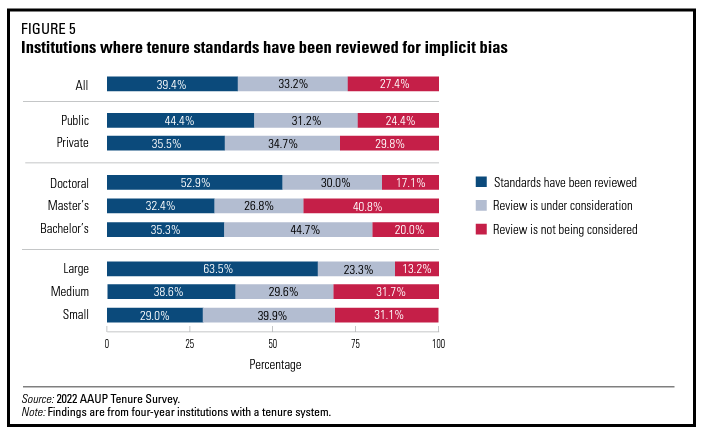 FIGURE 5
Institutions where tenure standards have been reviewed for implicit bias
All 39.4% 33.2% 27.4%
Public 44.4% 31.2% 24.4%
Private 35.5% 34.7% 29.8%
Doctoral 52.9% 30.0% 17.1%
Master's 32.4% 26.8% 40.8%
Bachelor's 35.3% 44.7% 20.0%
Large 63.5% 23.3% 13.2%
Medium 38.6% 29.6% 31.7%
Small 29.0% 39.9% 31.1%
0 25 50 75 100
Percentage
Standards have been reviewed
Review is under consideration
Review is not being considered
Source: 2022 AAUP Tenure Survey.
Note: Findings are from four-year institutions with a tenure system.